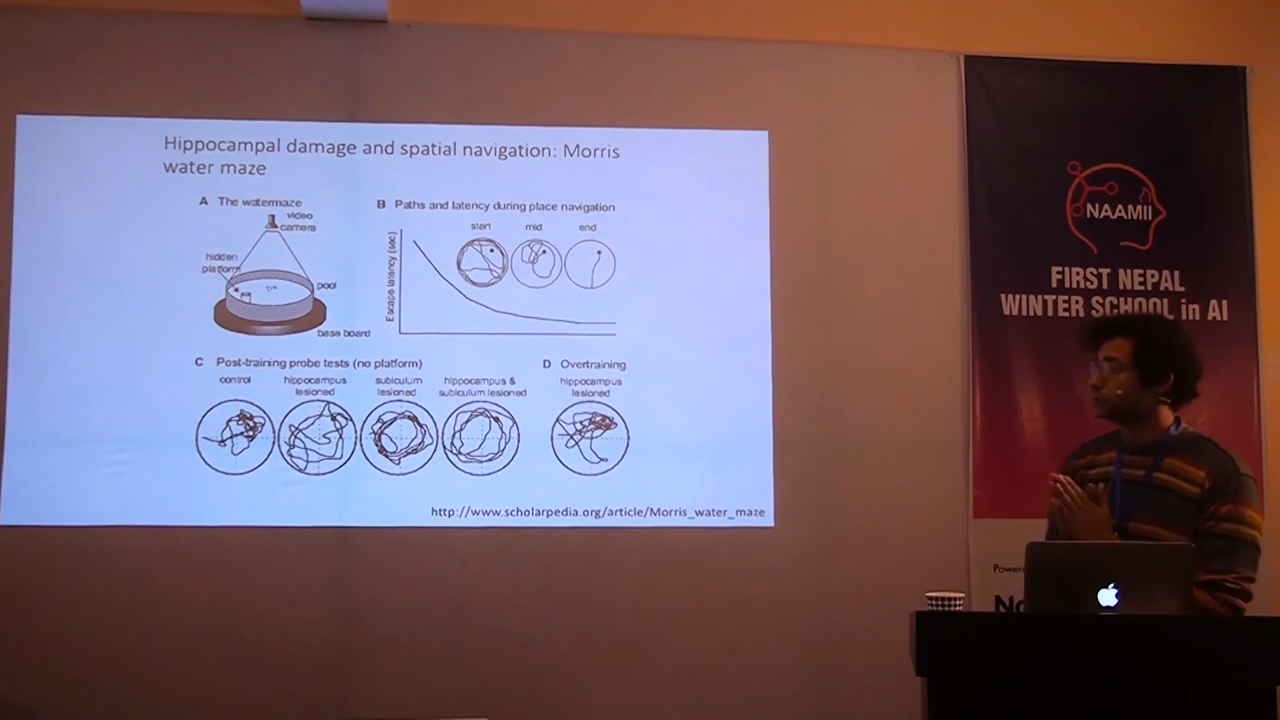 Hippocampal damage and spatial navigation: Morris
water maze
A The watermaze
video
camera
hidden
platform
pool
base board
B Paths and latency during place navigation
start mid end
Escape latency (sec)
C Post-training probe tests (no platform)
control
hippocampus
lesioned
subiculum
lesioned
hippocampus &
subiculum lesioned
D Overtraining
hippocampus
lesioned
http://www.scholarpedia.org/article/Morris_water_maze
NAAMII
FIRST NEPAL
WINTER SCHOOL in AI